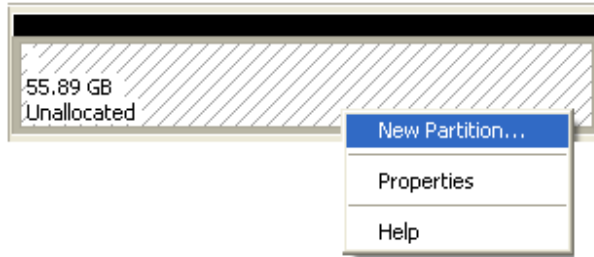 55.89 GB
Unallocated
New Partition...
Properties
Help